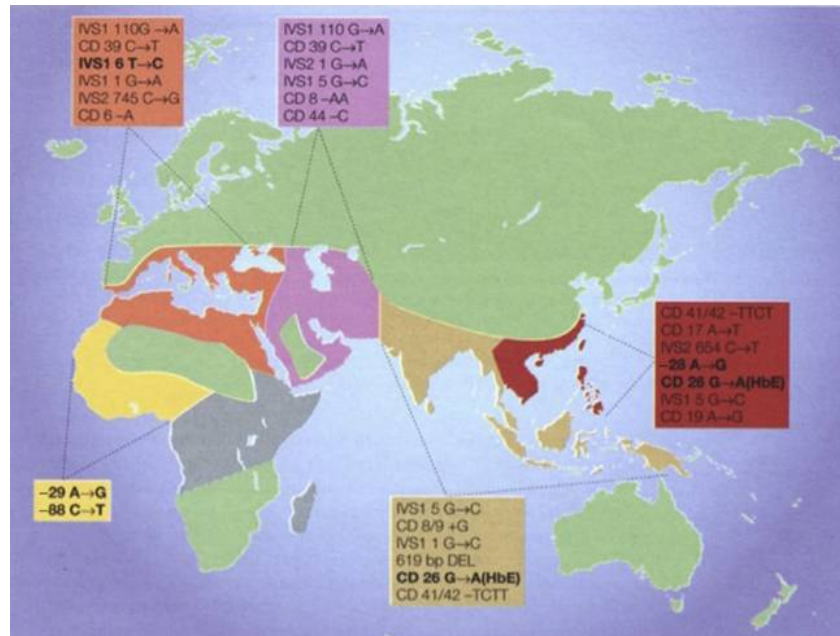 IVS1 110G→A
CD 39 C→T
IVS1 6 T→C
IVS1 1 G→A
IVS2 745 C→G
CD 6 –A
IVS1 110 G→A
CD 39 C→T
IVS2 1 G→A
IVS1 5 G→C
CD 8 –AA
CD 44 –C
CD 41/42 –TTCT
CD 17 A→T
IVS2 654 C→T
–28 A→G
CD 26 G→A(HbE)
IVS1 5 G→C
CD 19 A→G
–29 A→G
–88 C→T
IVS1 5 G→C
CD 8/9 +G
IVS1 1 G→C
619 bp DEL
CD 26 G→A(HbE)
CD 41/42 –TCTT